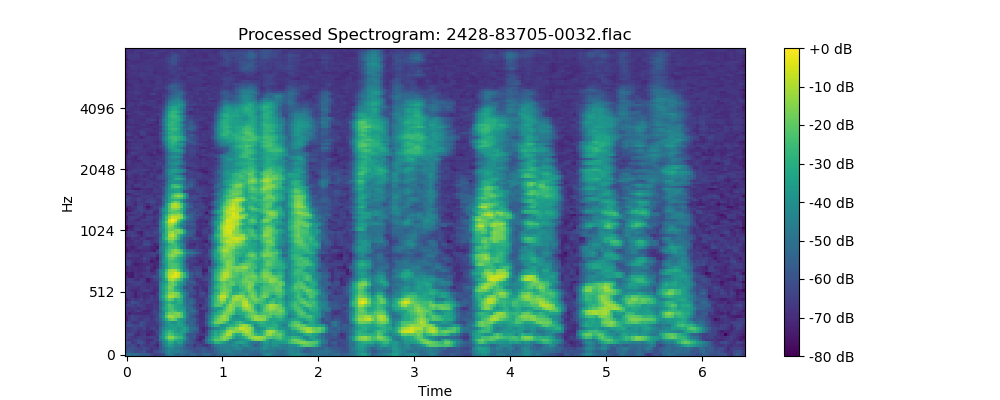 Processed Spectrogram: 2428-83705-0032.flac
Hz
4096
2048
1024
512
0
0 1 2 3 4 5 6
Time
+0 dB
-10 dB
-20 dB
-30 dB
-40 dB
-50 dB
-60 dB
-70 dB
-80 dB